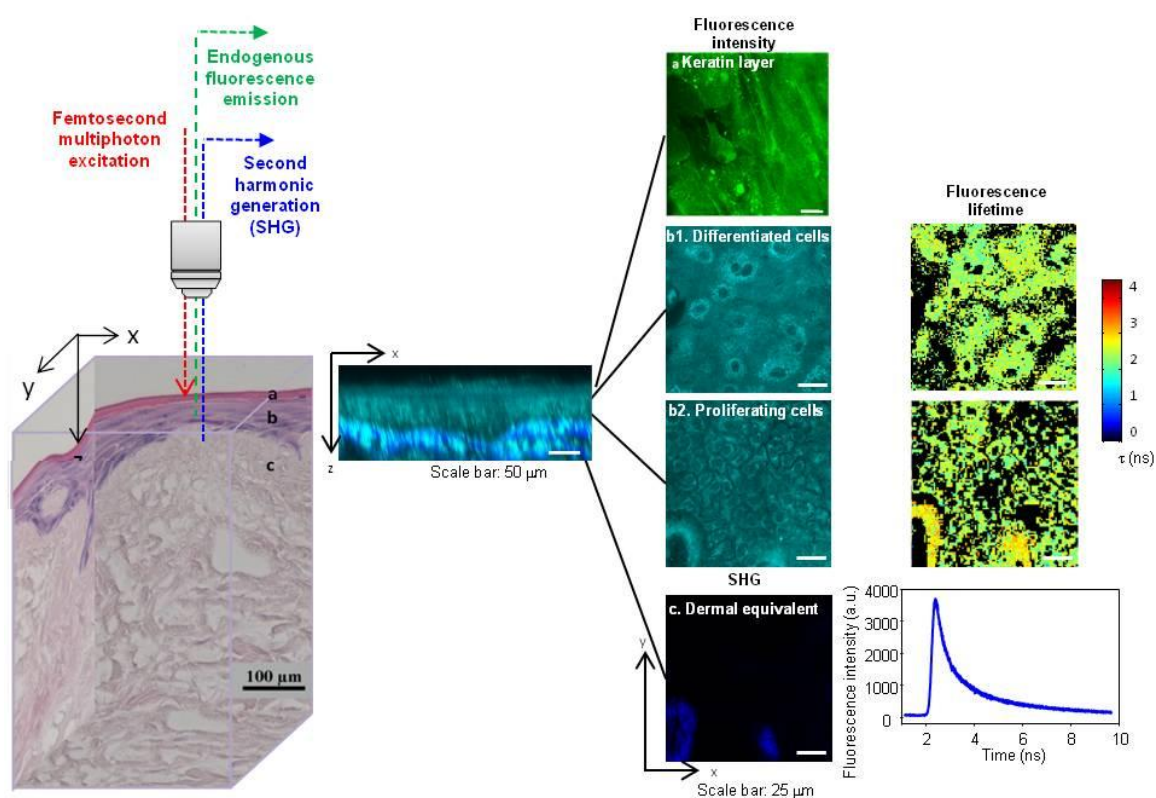 Endogenous
fluorescence
emission
Femtosecond
multiphoton
excitation
Second
harmonic
generation
(SHG)
x
y
a
b
c
100 µm
x
z
Scale bar: 50 µm
Fluorescence
intensity
a Keratin layer
b1. Differentiated cells
b2. Proliferating cells
SHG
c. Dermal equivalent
y
x
Scale bar: 25 µm
Fluorescence
lifetime
4
3
2
1
0
τ (ns)
Fluorescence intensity (a.u.)
4000
3000
2000
1000
0
2
4
6
8
10
Time (ns)